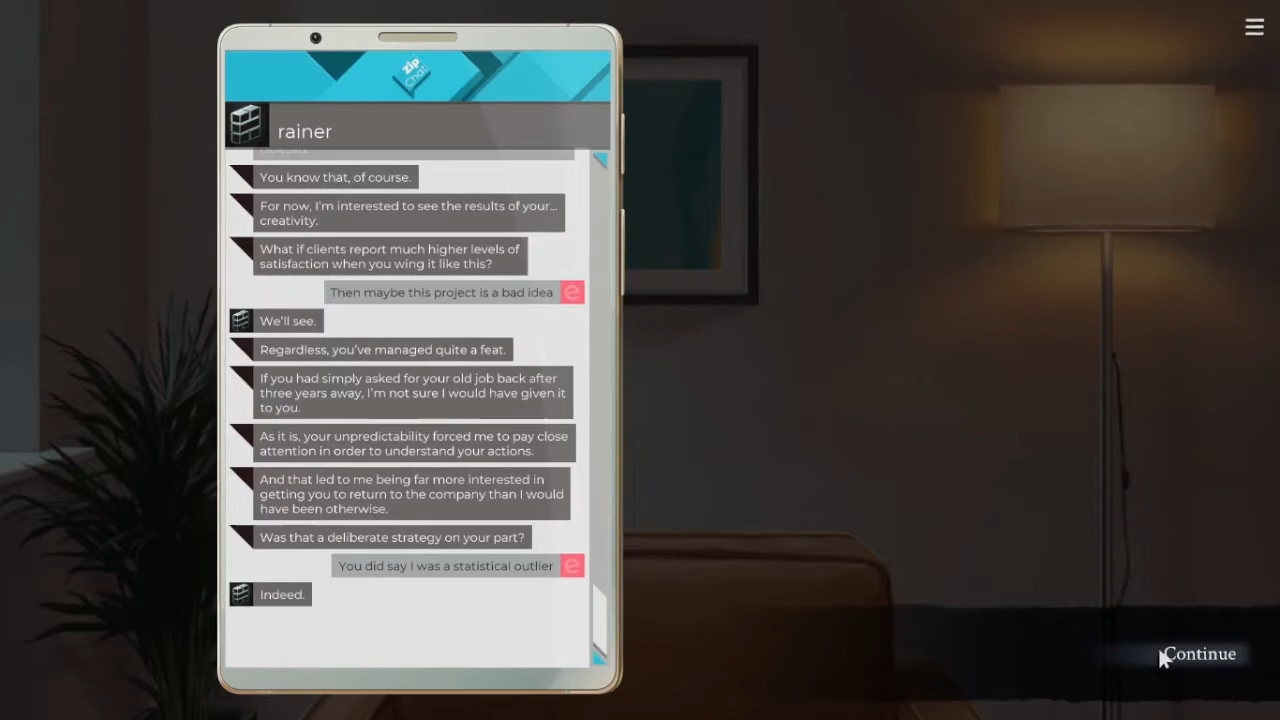 zip
Chat
rainer
You know that, of course.
For now, I'm interested to see the results of your...
creativity.
What if clients report much higher levels of
satisfaction when you wing it like this?
Then maybe this project is a bad idea
e
We'll see.
Regardless, you've managed quite a feat.
If you had simply asked for your old job back after
three years away, I'm not sure I would have given it
to you.
As it is, your unpredictability forced me to pay close
attention in order to understand your actions.
And that led to me being far more interested in
getting you to return to the company than I would
have been otherwise.
Was that a deliberate strategy on your part?
You did say I was a statistical outlier
e
Indeed.
Continue